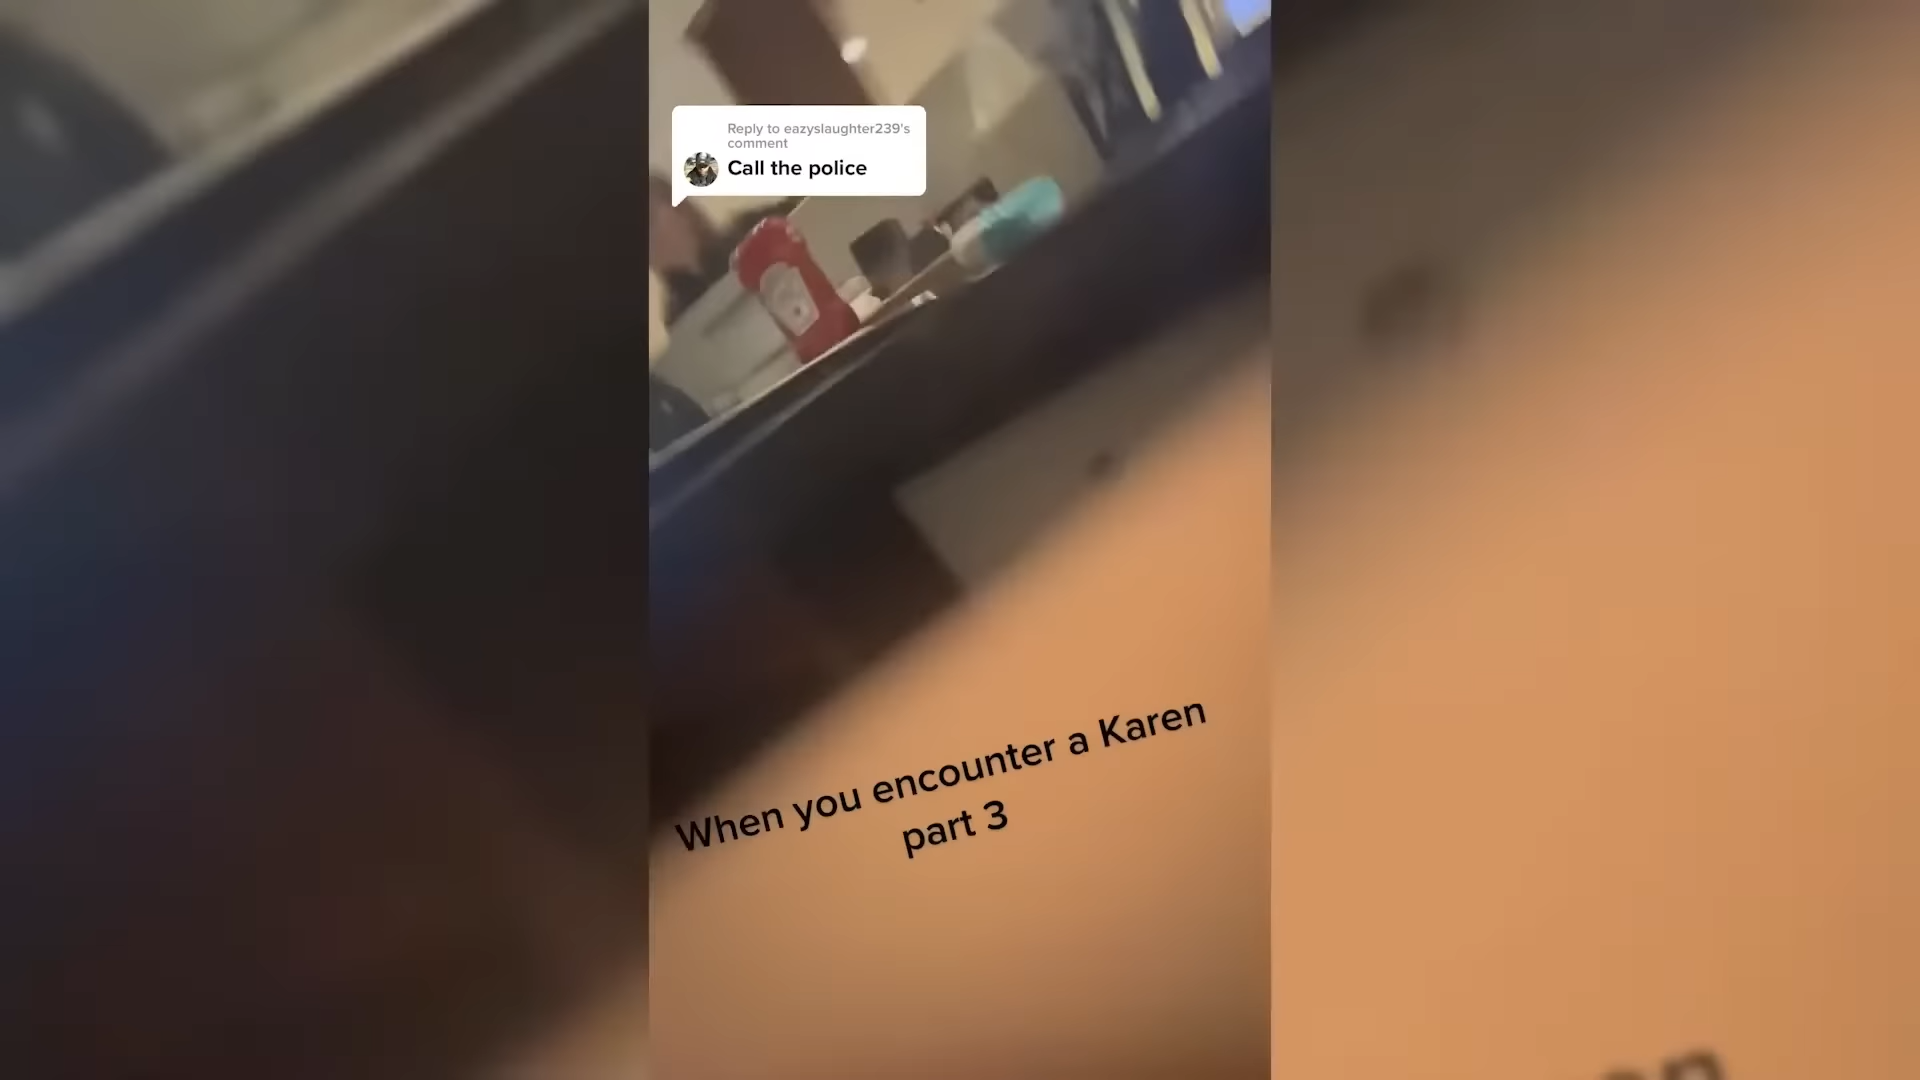 Reply to eazyslaughter239's
comment
Call the police
When you encounter a Karen
part 3